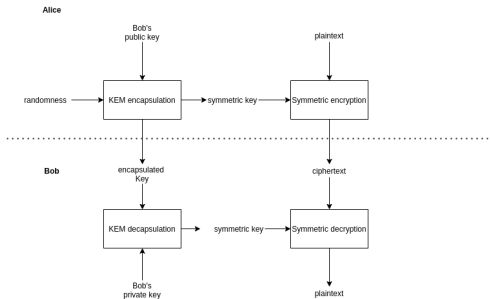 Alice
Bob's
public key
plaintext
randomness
KEM encapsulation
symmetric key
Symmetric encryption
Bob
encapsulated
Key
ciphertext
KEM decapsulation
symmetric key
Symmetric decryption
Bob's
private key
plaintext